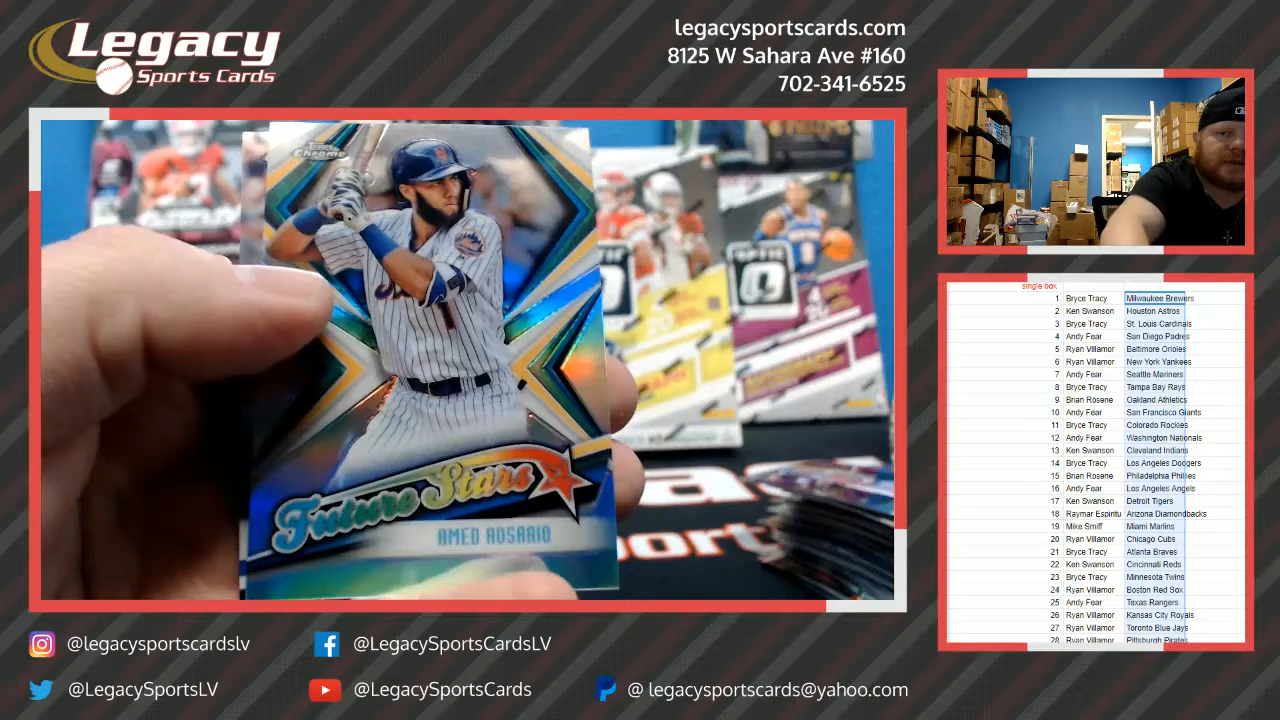 Legacy
Sports Cards
legacysportscards.com
8125 W Sahara Ave #160
702-341-6525
Topps
Chrome
1
Future Stars
AMED ROSARIO
OPTIC
single box
1 Bryce Tracy Milwaukee Brewers
2 Ken Swanson Houston Astros
3 Bryce Tracy St. Louis Cardinals
4 Andy Fear San Diego Padres
5 Ryan Villamor Baltimore Orioles
6 Ryan Villamor New York Yankees
7 Andy Fear Seattle Mariners
8 Bryce Tracy Tampa Bay Rays
9 Brian Rosene Oakland Athletics
10 Andy Fear San Francisco Giants
11 Bryce Tracy Colorado Rockies
12 Andy Fear Washington Nationals
13 Ken Swanson Cleveland Indians
14 Bryce Tracy Los Angeles Dodgers
15 Brian Rosene Philadelphia Phillies
16 Andy Fear Los Angeles Angels
17 Ken Swanson Detroit Tigers
18 Raymar Espiritu Arizona Diamondbacks
19 Mike Smiff Miami Marlins
20 Ryan Villamor Chicago Cubs
21 Bryce Tracy Atlanta Braves
22 Ken Swanson Cincinnati Reds
23 Bryce Tracy Minnesota Twins
24 Ryan Villamor Boston Red Sox
25 Andy Fear Texas Rangers
26 Ryan Villamor Kansas City Royals
27 Ryan Villamor Toronto Blue Jays
28 Ryan Villamor Pittsburgh Pirates
@legacysportscardslv
@LegacySportsCardsLV
@LegacySportsLV
@LegacySportsCards
@ legacysportscards@yahoo.com